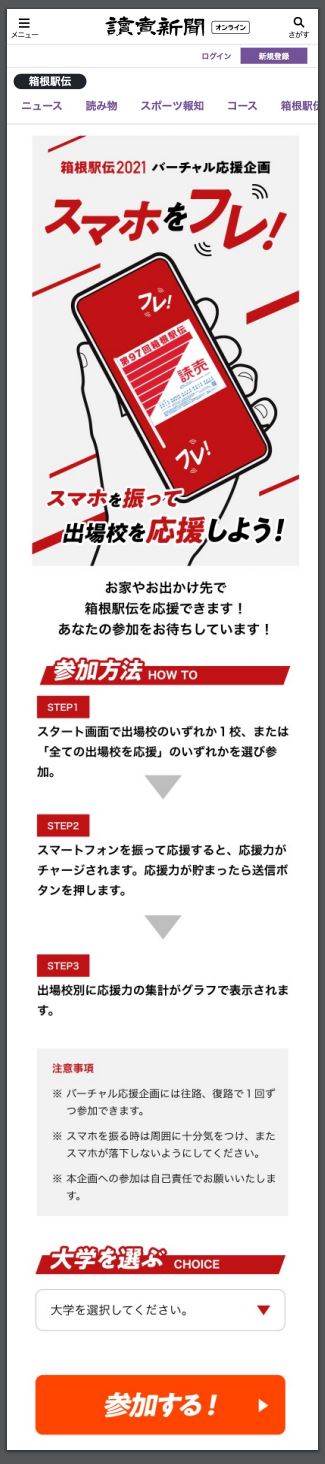 讀賣新聞 オンライン
メニュー
さがす
ログイン 新規登録
箱根駅伝
ニュース 読み物 スポーツ報知 コース 箱根駅伝
箱根駅伝2021 バーチャル応援企画
スマホをフレ!
フレ!
第97回箱根駅伝
読売
フレ!
スマホを振って
出場校を応援しよう!
お家やお出かけ先で
箱根駅伝を応援できます！
あなたの参加をお待ちしています！
参加方法 HOW TO
STEP1
スタート画面で出場校のいずれか１校、または
「全ての出場校を応援」のいずれかを選び参
加。
STEP2
スマートフォンを振って応援すると、応援力が
チャージされます。応援力が貯まったら送信ボ
タンを押します。
STEP3
出場校別に応援力の集計がグラフで表示されま
す。
注意事項
※ バーチャル応援企画には往路、復路で１回ず
つ参加できます。
※ スマホを振る時は周囲に十分気をつけ、また
スマホが落下しないようにしてください。
※ 本企画への参加は自己責任でお願いいたしま
す。
大学を選ぶ CHOICE
大学を選択してください。
参加する！